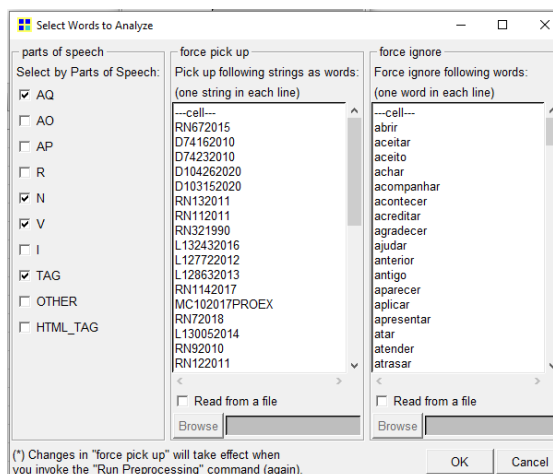 Select Words to Analyze
parts of speech
Select by Parts of Speech:
AQ
AO
AP
R
N
V
I
TAG
OTHER
HTML_TAG
force pick up
Pick up following strings as words:
(one string in each line)
---cell---
RN672015
D74162010
D74232010
D104262020
D103152020
RN132011
RN112011
RN321990
L132432016
L127722012
L128632013
RN1142017
MC102017PROEX
RN72018
L130052014
RN92010
RN122011
Read from a file
Browse
force ignore
Force ignore following words:
(one word in each line)
---cell---
abrir
aceitar
aceito
achar
acompanhar
acontecer
acreditar
agradecer
ajudar
anterior
antigo
aparecer
aplicar
apresentar
atar
atender
atrasar
Read from a file
Browse
(*) Changes in "force pick up" will take effect when
you invoke the "Run Preprocessing" command (again).
OK
Cancel